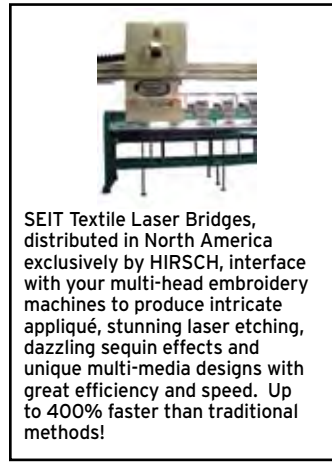 SEIT Textile Laser Bridges,
distributed in North America
exclusively by HIRSCH, interface
with your multi-head embroidery
machines to produce intricate
appliqué, stunning laser etching,
dazzling sequin effects and
unique multi-media designs with
great efficiency and speed.  Up
to 400% faster than traditional
methods!